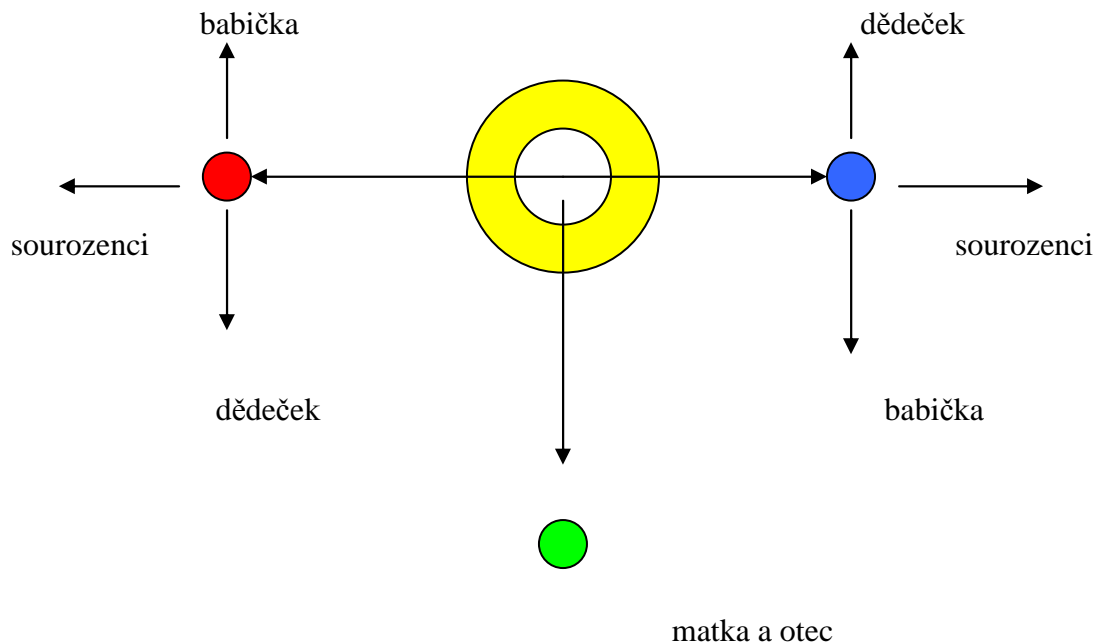 babička
dědeček
sourozenci
sourozenci
dědeček
babička
matka a otec